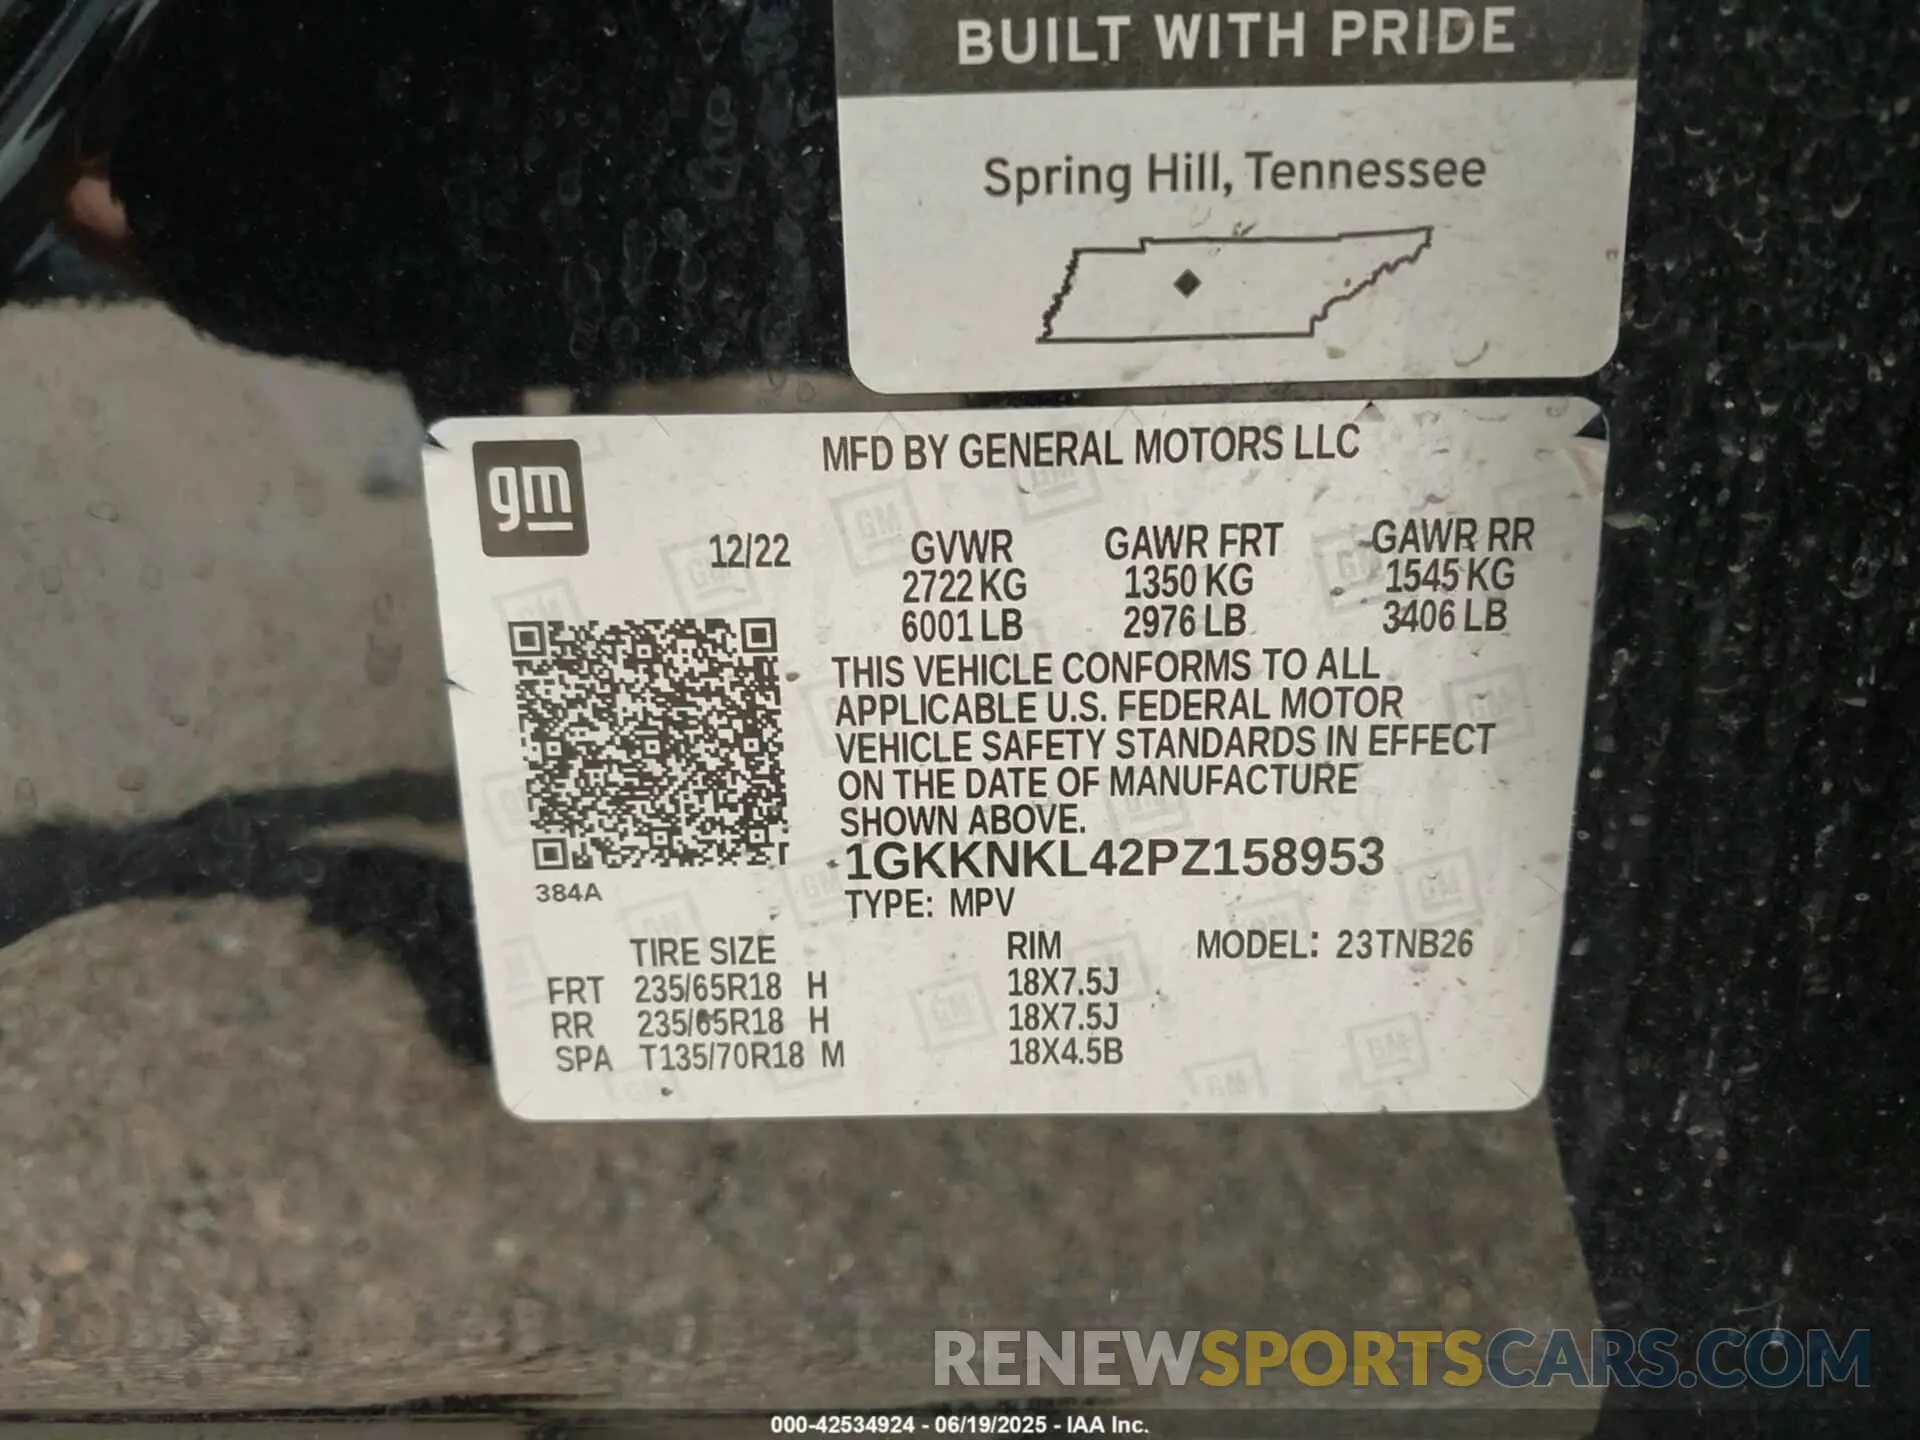 BUILT WITH PRIDE
Spring Hill, Tennessee
gm
MFD BY GENERAL MOTORS LLC
12/22 GVWR GAWR FRT GAWR RR
2722 KG 1350 KG 1545 KG
6001 LB 2976 LB 3406 LB
THIS VEHICLE CONFORMS TO ALL
APPLICABLE U.S. FEDERAL MOTOR
VEHICLE SAFETY STANDARDS IN EFFECT
ON THE DATE OF MANUFACTURE
SHOWN ABOVE.
1GKKNKL42PZ158953
384A
TYPE: MPV
TIRE SIZE RIM MODEL: 23TNB26
FRT 235/65R18 H 18X7.5J
RR 235/65R18 H 18X7.5J
SPA T135/70R18 M 18X4.5B
RENEWSPORTSCARS.COM
000-42534924 - 06/19/2025 - IAA Inc.